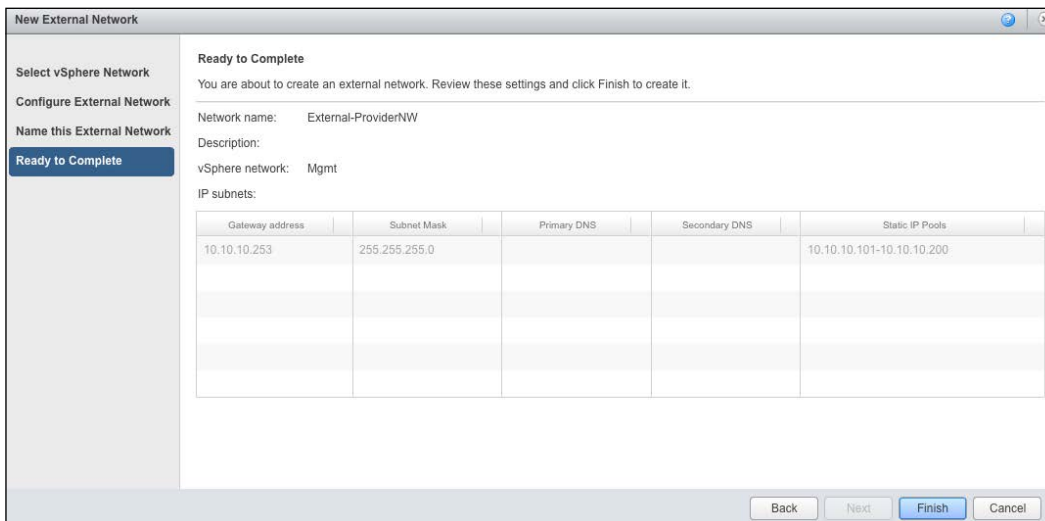 New External Network
Select vSphere Network
Configure External Network
Name this External Network
Ready to Complete
Ready to Complete
You are about to create an external network. Review these settings and click Finish to create it.
Network name: External-ProviderNW
Description:
vSphere network: Mgmt
IP subnets:
Gateway address Subnet Mask Primary DNS Secondary DNS Static IP Pools
10.10.10.253 255.255.255.0 10.10.10.101-10.10.10.200
Back Next Finish Cancel